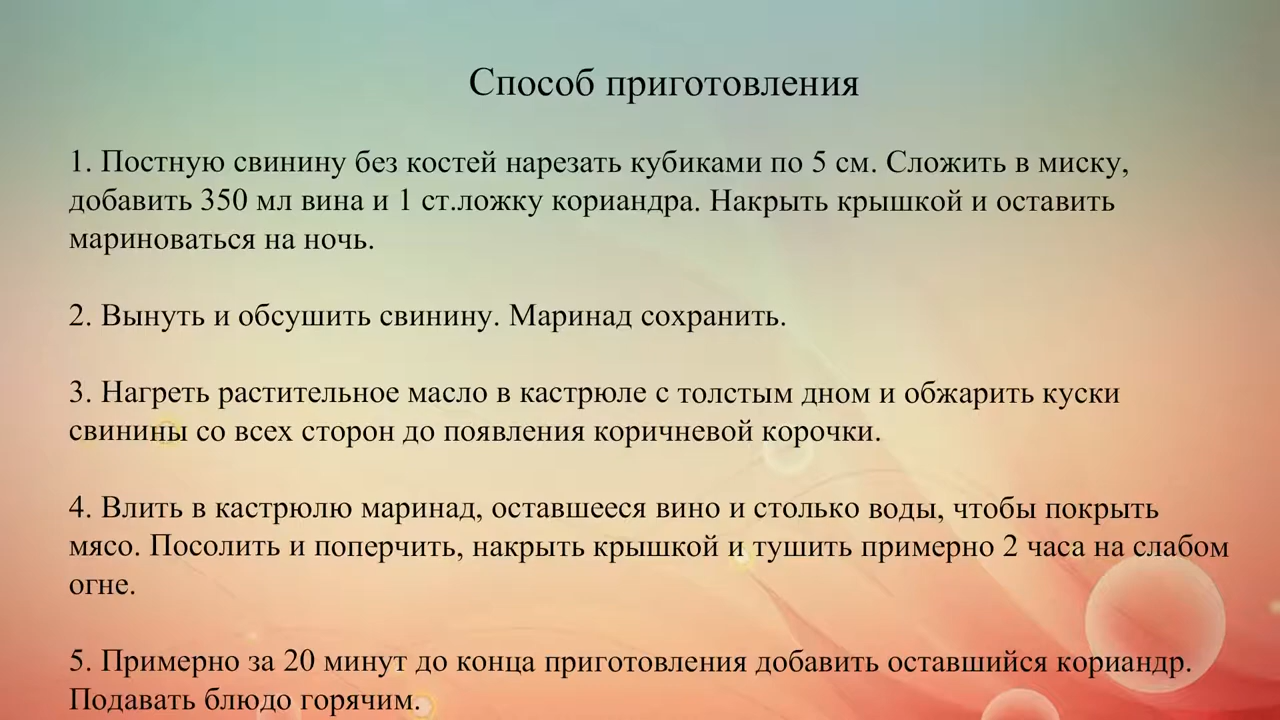 Способ приготовления
1. Постную свинину без костей нарезать кубиками по 5 см. Сложить в миску,
добавить 350 мл вина и 1 ст.ложку кориандра. Накрыть крышкой и оставить
мариноваться на ночь.
2. Вынуть и обсушить свинину. Маринад сохранить.
3. Нагреть растительное масло в кастрюле с толстым дном и обжарить куски
свинины со всех сторон до появления коричневой корочки.
4. Влить в кастрюлю маринад, оставшееся вино и столько воды, чтобы покрыть
мясо. Посолить и поперчить, накрыть крышкой и тушить примерно 2 часа на слабом
огне.
5. Примерно за 20 минут до конца приготовления добавить оставшийся кориандр.
Подавать блюдо горячим.